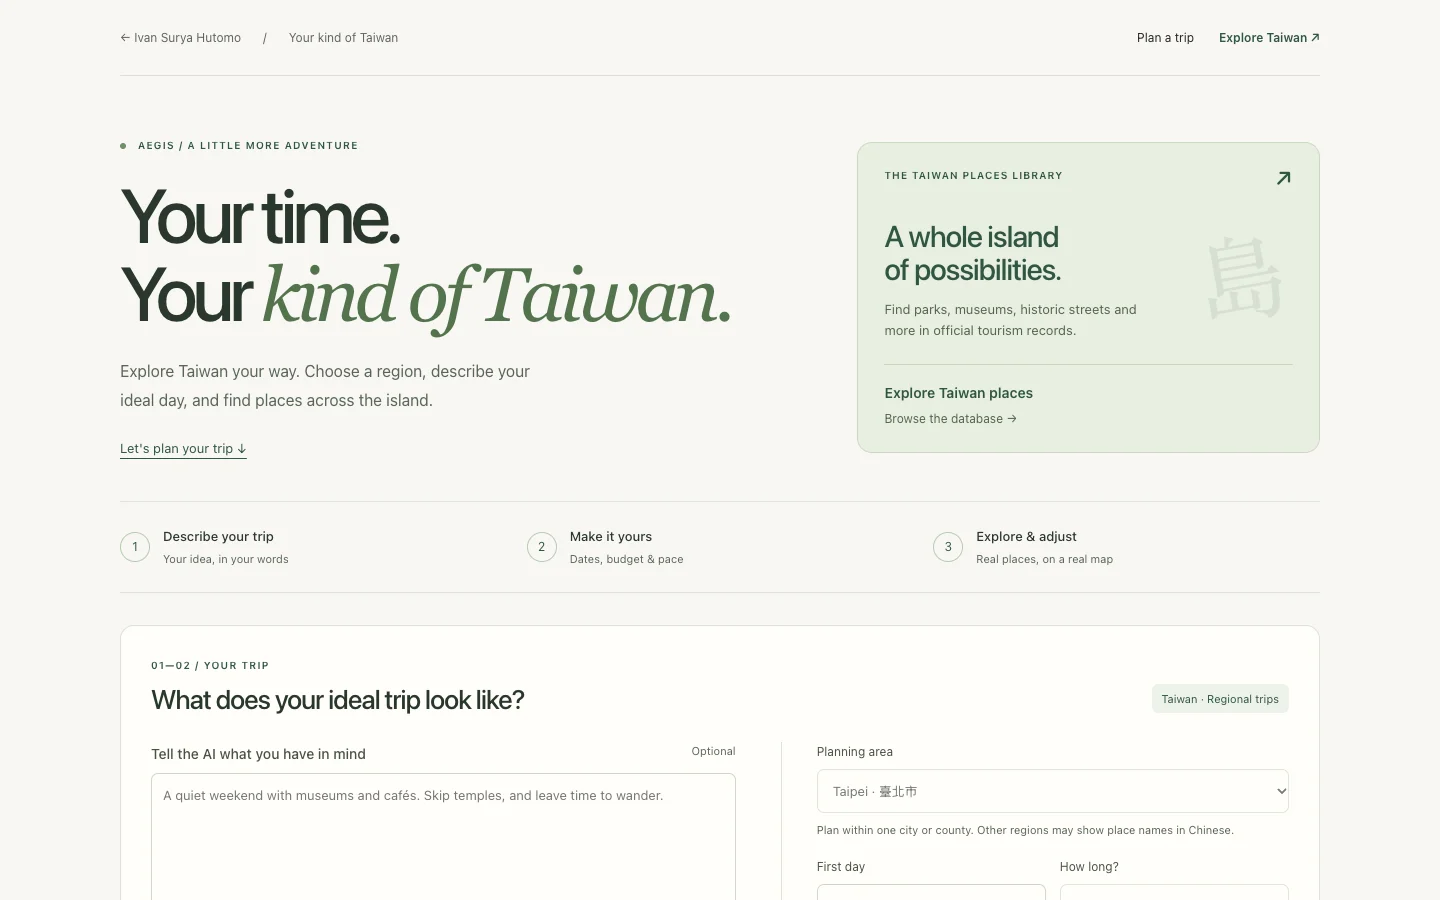 ← Ivan Surya Hutomo / Your kind of Taiwan
Plan a trip
Explore Taiwan ↗
AEGIS / A LITTLE MORE ADVENTURE
Your time.
Your kind of Taiwan.
Explore Taiwan your way. Choose a region, describe your
ideal day, and find places across the island.
Let's plan your trip ↓
THE TAIWAN PLACES LIBRARY ↗
A whole island
of possibilities.
島
Find parks, museums, historic streets and
more in official tourism records.
Explore Taiwan places
Browse the database →
1
Describe your trip
Your idea, in your words
2
Make it yours
Dates, budget & pace
3
Explore & adjust
Real places, on a real map
01—02 / YOUR TRIP
What does your ideal trip look like?
Taiwan · Regional trips
Tell the AI what you have in mind
Optional
A quiet weekend with museums and cafés. Skip temples, and leave time to wander.
Planning area
Taipei · 臺北市
Plan within one city or county. Other regions may show place names in Chinese.
First day
How long?